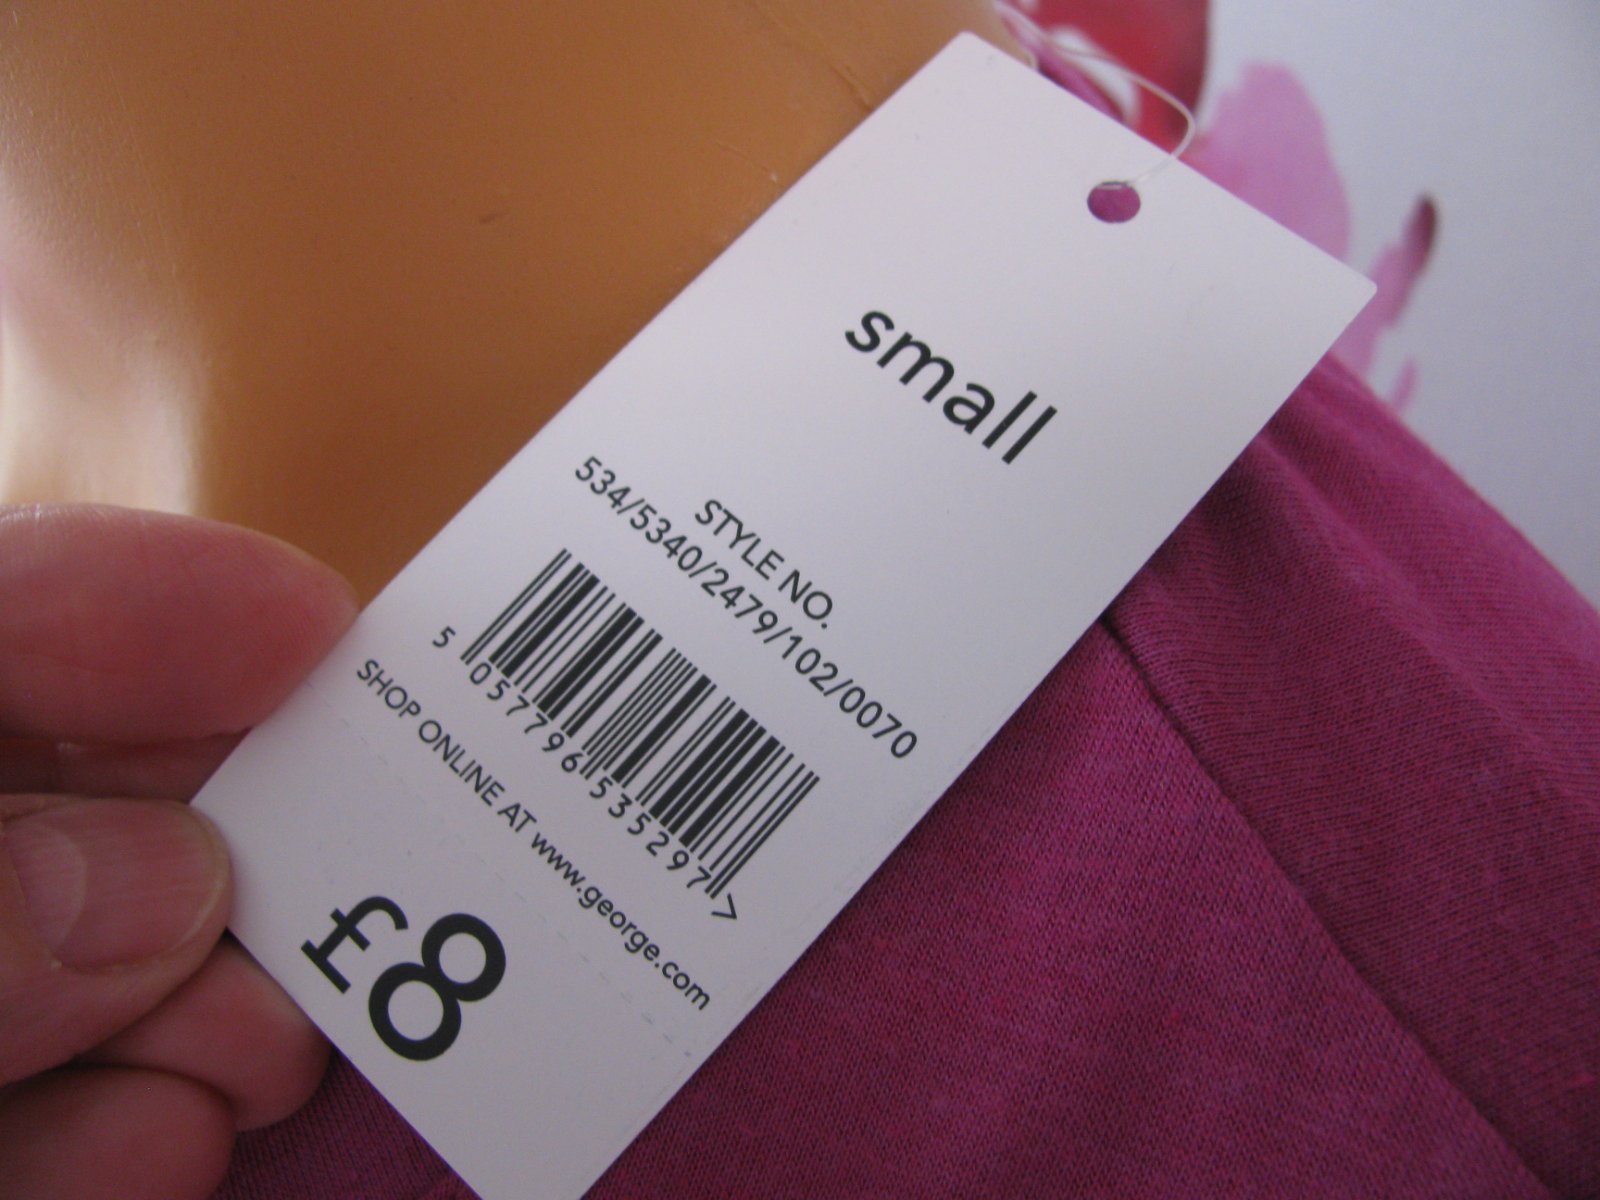 small
STYLE NO.
534/5340/2479/102/0070
5 057796 535297 >
SHOP ONLINE AT www.george.com
£8